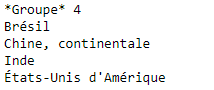 *Groupe* 4
Brésil
Chine, continentale
Inde
États-Unis d'Amérique